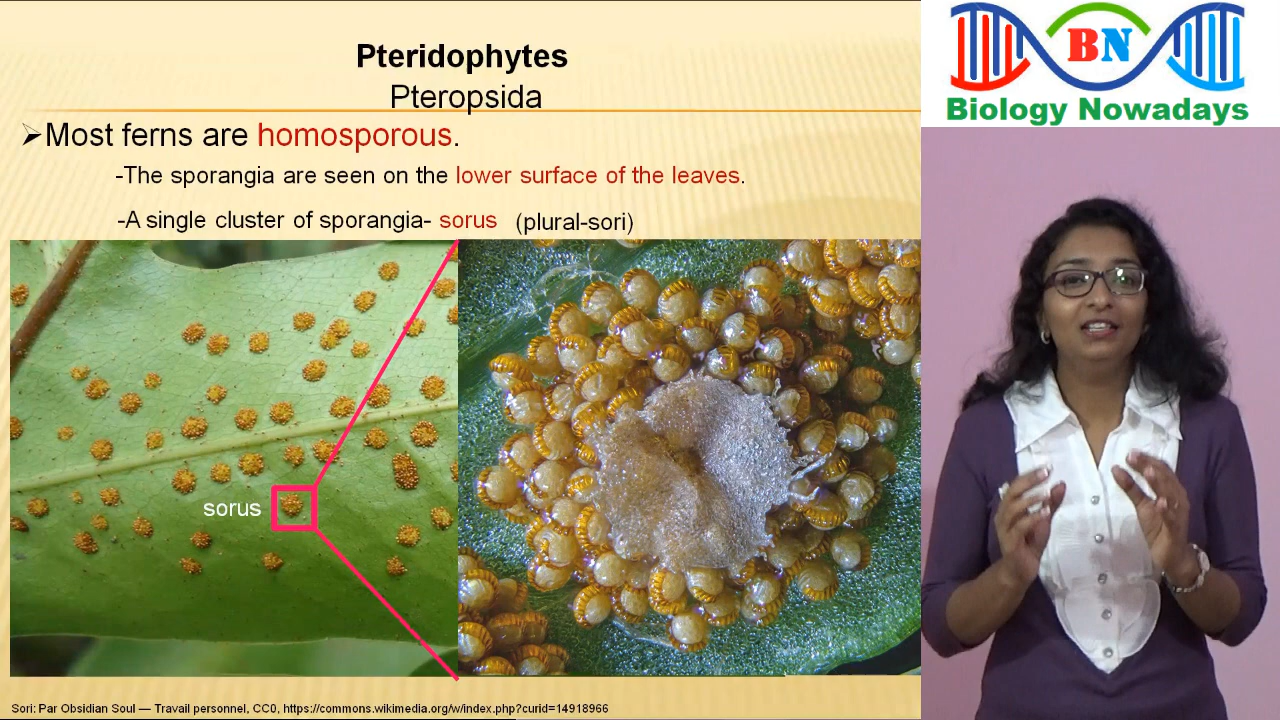 Pteridophytes
Pteropsida
➢Most ferns are homosporous.
-The sporangia are seen on the lower surface of the leaves.
-A single cluster of sporangia- sorus (plural-sori)
sorus
Sori: Par Obsidian Soul — Travail personnel, CC0, https://commons.wikimedia.org/w/index.php?curid=14918966
BN
Biology Nowadays